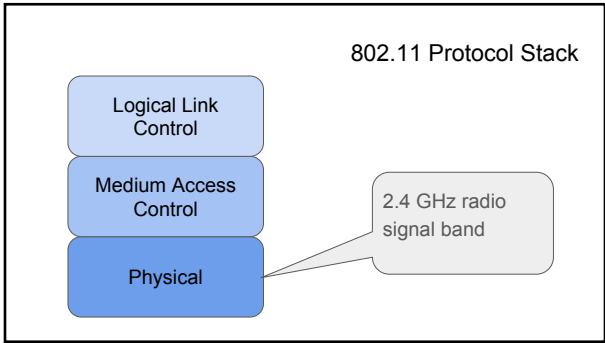 802.11 Protocol Stack
Logical Link
Control
Medium Access
Control
2.4 GHz radio
signal band
Physical